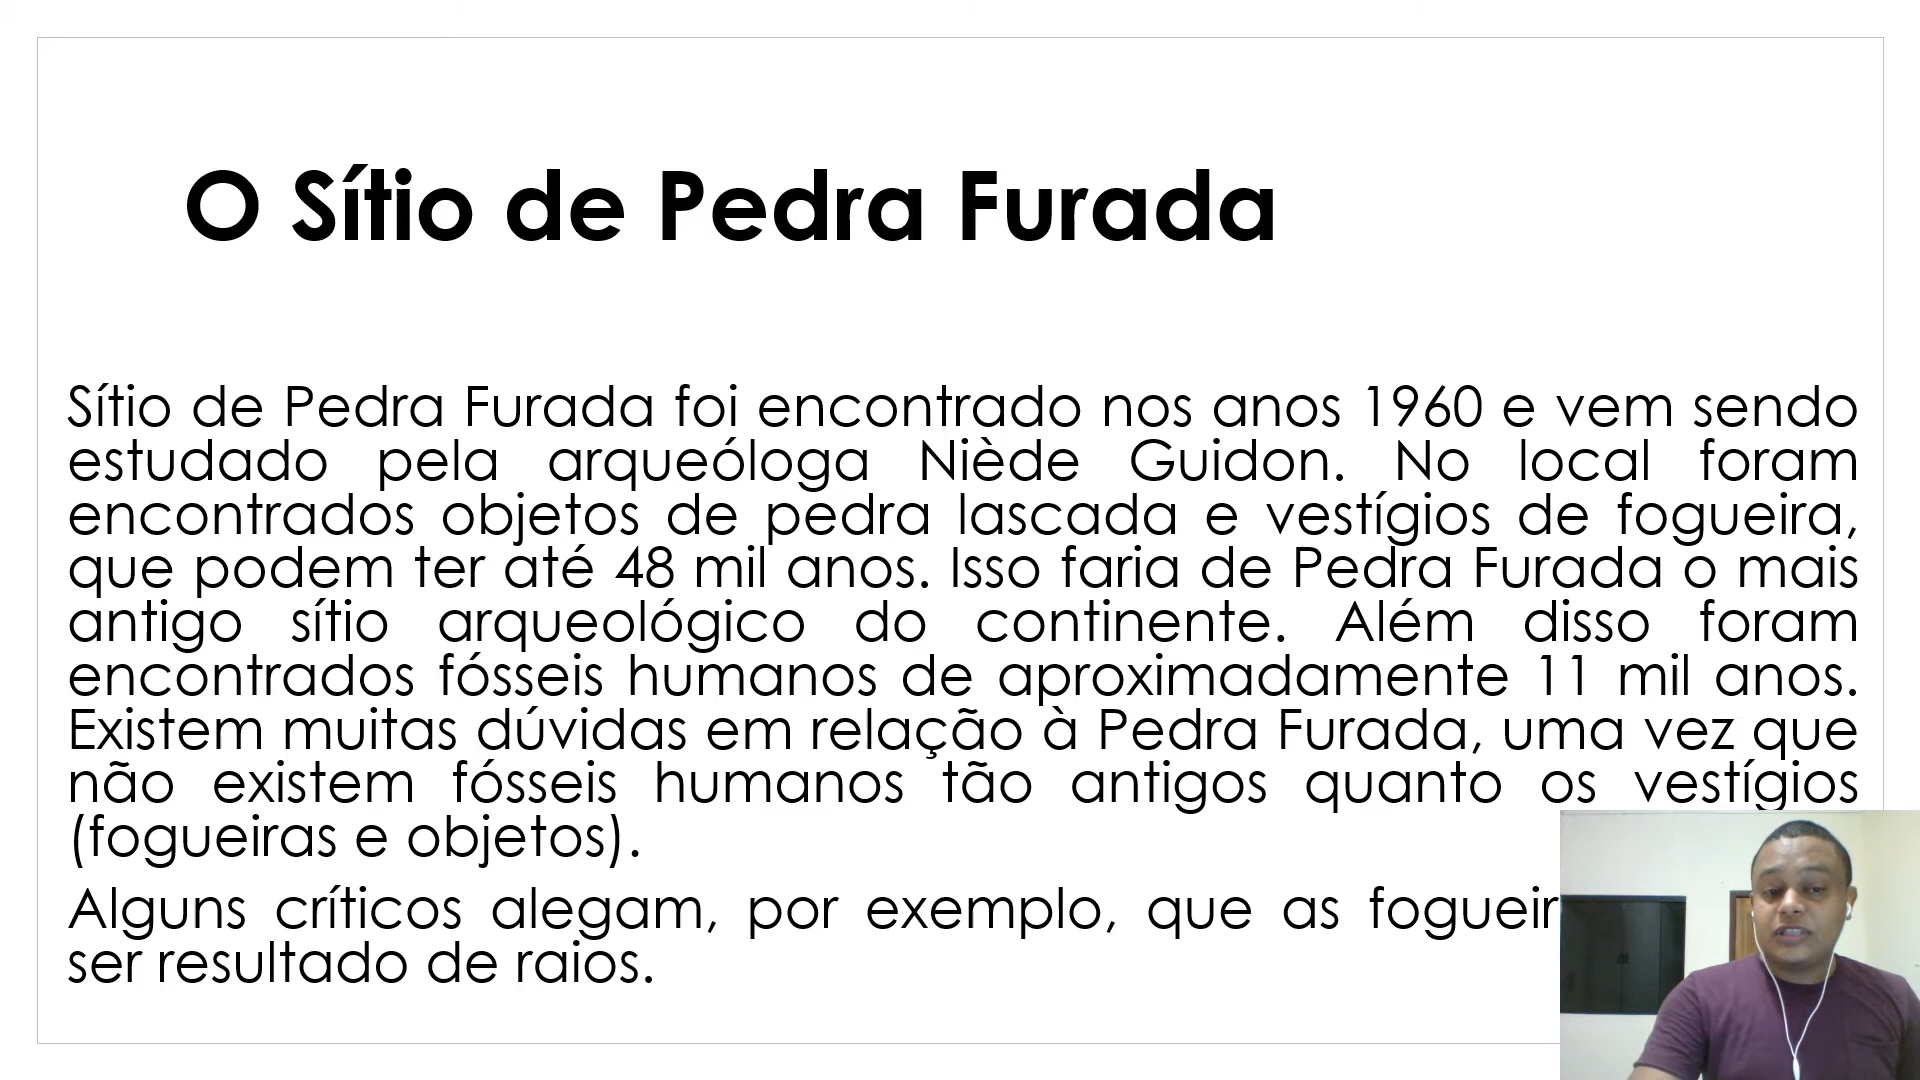 O Sítio de Pedra Furada
Sítio de Pedra Furada foi encontrado nos anos 1960 e vem sendo
estudado pela arqueóloga Niède Guidon. No local foram
encontrados objetos de pedra lascada e vestígios de fogueira,
que podem ter até 48 mil anos. Isso faria de Pedra Furada o mais
antigo sítio arqueológico do continente. Além disso foram
encontrados fósseis humanos de aproximadamente 11 mil anos.
Existem muitas dúvidas em relação à Pedra Furada, uma vez que
não existem fósseis humanos tão antigos quanto os vestígios
(fogueiras e objetos).
Alguns críticos alegam, por exemplo, que as
ser resultado de raios.